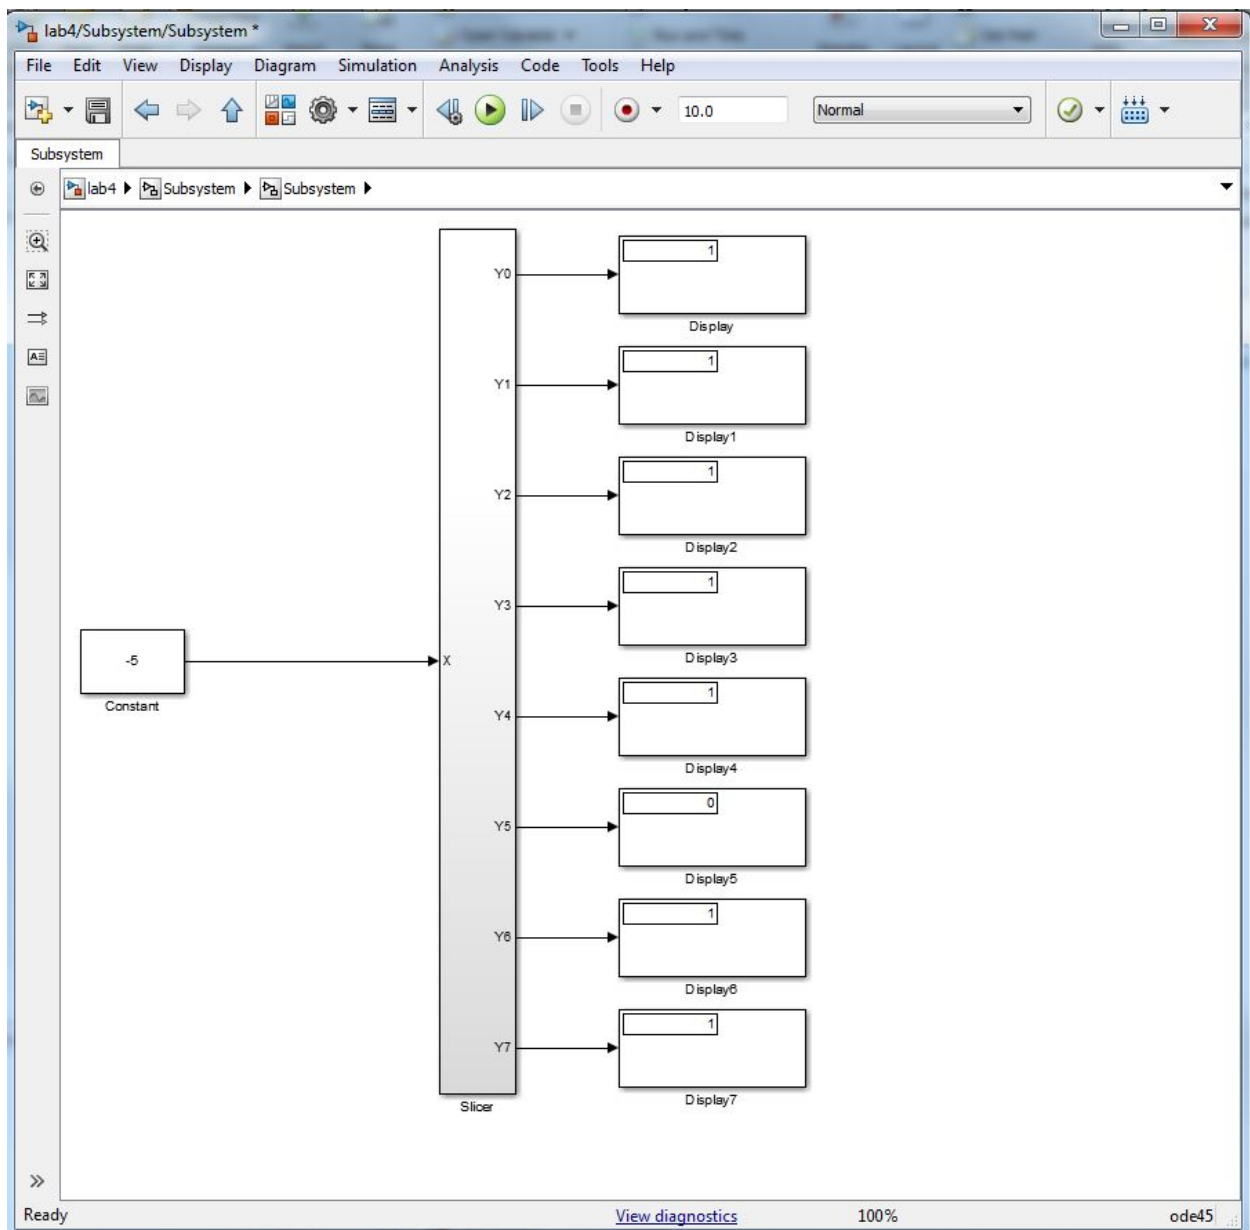 lab4/Subsystem/Subsystem *
File Edit View Display Diagram Simulation Analysis Code Tools Help
10.0 Normal
Subsystem
lab4 Subsystem Subsystem
Y0 1
Display
Y1 1
Display1
Y2 1
Display2
Y3 1
Display3
-5 X
Constant
Y4 1
Display4
Y5 0
Display5
Y6 1
Display6
Y7 1
Display7
Slicer
Ready View diagnostics 100% ode45